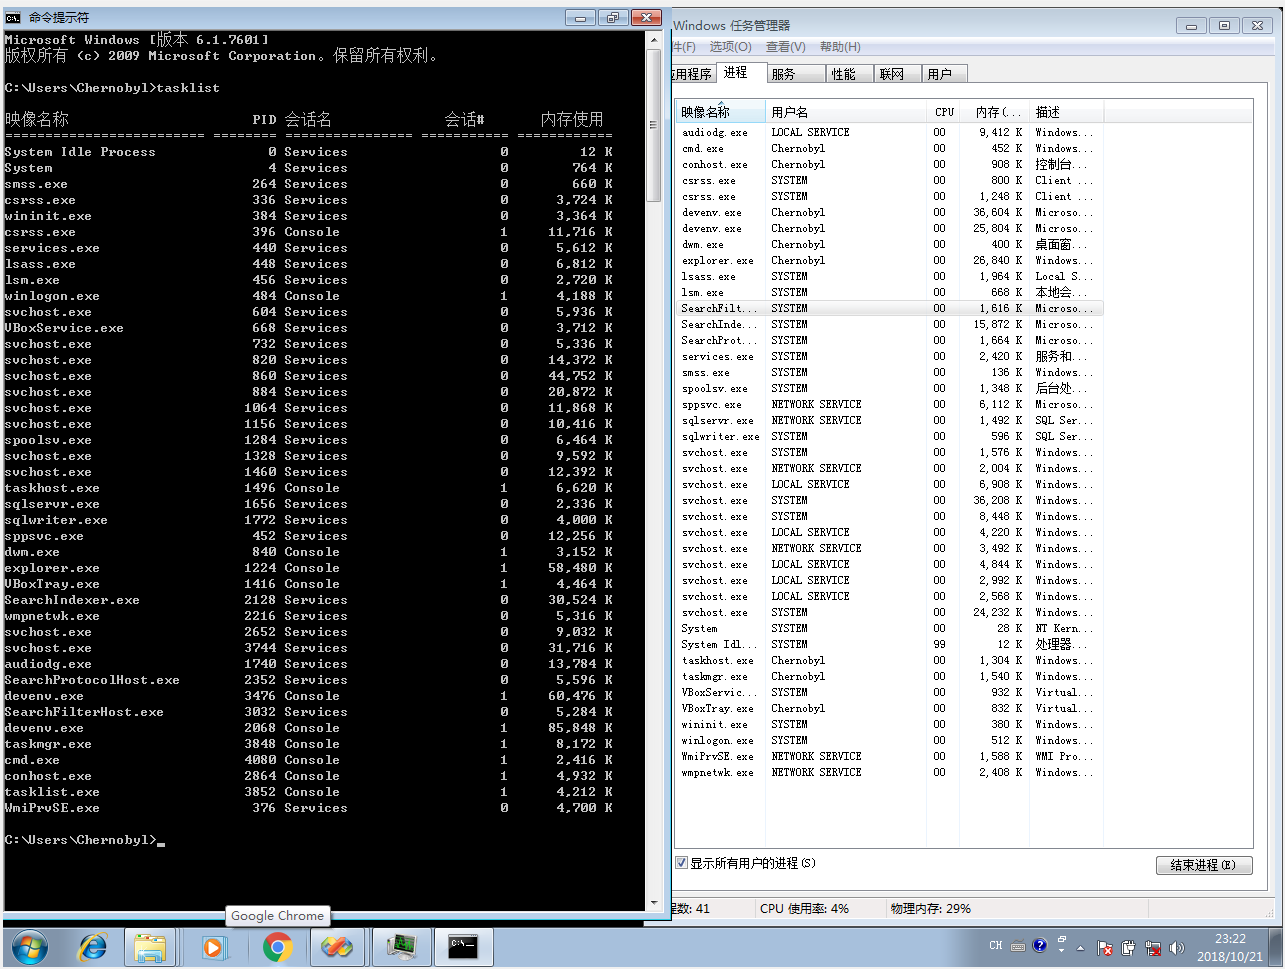 命令提示符
Microsoft Windows [版本 6.1.7601]
版权所有 (c) 2009 Microsoft Corporation。保留所有权利。
C:\Users\Chernobyl>tasklist
映像名称 PID 会话名 会话# 内存使用
========================= ======== ================ =========== ============
System Idle Process 0 Services 0 12 K
System 4 Services 0 764 K
smss.exe 264 Services 0 660 K
csrss.exe 336 Services 0 3,724 K
wininit.exe 384 Services 0 3,364 K
csrss.exe 396 Console 1 11,716 K
services.exe 440 Services 0 5,612 K
lsass.exe 448 Services 0 6,812 K
lsm.exe 456 Services 0 2,720 K
winlogon.exe 484 Console 1 4,188 K
svchost.exe 604 Services 0 5,936 K
VBoxService.exe 668 Services 0 3,712 K
svchost.exe 732 Services 0 5,336 K
svchost.exe 820 Services 0 14,372 K
svchost.exe 860 Services 0 44,752 K
svchost.exe 884 Services 0 20,872 K
svchost.exe 1064 Services 0 11,868 K
svchost.exe 1156 Services 0 10,416 K
spoolsv.exe 1284 Services 0 6,464 K
svchost.exe 1328 Services 0 9,592 K
svchost.exe 1460 Services 0 12,392 K
taskhost.exe 1496 Console 1 6,620 K
sqlservr.exe 1656 Services 0 2,336 K
sqlwriter.exe 1772 Services 0 4,000 K
sppsvc.exe 452 Services 0 12,256 K
dwm.exe 840 Console 1 3,152 K
explorer.exe 1224 Console 1 58,480 K
VBoxTray.exe 1416 Console 1 4,464 K
SearchIndexer.exe 2128 Services 0 30,524 K
wmpnetwk.exe 2216 Services 0 5,316 K
svchost.exe 2652 Services 0 9,032 K
svchost.exe 3744 Services 0 31,716 K
audiodg.exe 1740 Services 0 13,784 K
SearchProtocolHost.exe 2352 Services 0 5,596 K
devenv.exe 3476 Console 1 60,476 K
SearchFilterHost.exe 3032 Services 0 5,284 K
devenv.exe 2068 Console 1 85,848 K
taskmgr.exe 3848 Console 1 8,172 K
cmd.exe 4080 Console 1 2,416 K
conhost.exe 2864 Console 1 4,932 K
tasklist.exe 3852 Console 1 4,212 K
WmiPrvSE.exe 376 Services 0 4,700 K
C:\Users\Chernobyl>_
Windows 任务管理器
件(F) 选项(O) 查看(V) 帮助(H)
应用程序 进程 服务 性能 联网 用户
映像名称 用户名 CPU 内存(... 描述
audiodg.exe LOCAL SERVICE 00 9,412 K Windows...
cmd.exe Chernobyl 00 452 K Windows...
conhost.exe Chernobyl 00 908 K 控制台...
csrss.exe SYSTEM 00 800 K Client ...
csrss.exe SYSTEM 00 1,248 K Client ...
devenv.exe Chernobyl 00 36,604 K Microso...
devenv.exe Chernobyl 00 25,804 K Microso...
dwm.exe Chernobyl 00 400 K 桌面窗...
explorer.exe Chernobyl 00 26,840 K Windows...
lsass.exe SYSTEM 00 1,964 K Local S...
lsm.exe SYSTEM 00 668 K 本地会...
SearchFilt... SYSTEM 00 1,616 K Microso...
SearchInde... SYSTEM 00 15,872 K Microso...
SearchProt... SYSTEM 00 1,664 K Microso...
services.exe SYSTEM 00 2,420 K 服务和...
smss.exe SYSTEM 00 136 K Windows...
spoolsv.exe SYSTEM 00 1,348 K 后台处...
sppsvc.exe NETWORK SERVICE 00 6,112 K Microso...
sqlservr.exe NETWORK SERVICE 00 1,492 K SQL Ser...
sqlwriter.exe SYSTEM 00 596 K SQL Ser...
svchost.exe SYSTEM 00 1,576 K Windows...
svchost.exe NETWORK SERVICE 00 2,004 K Windows...
svchost.exe LOCAL SERVICE 00 6,908 K Windows...
svchost.exe SYSTEM 00 36,208 K Windows...
svchost.exe SYSTEM 00 8,448 K Windows...
svchost.exe LOCAL SERVICE 00 4,220 K Windows...
svchost.exe NETWORK SERVICE 00 3,492 K Windows...
svchost.exe LOCAL SERVICE 00 4,844 K Windows...
svchost.exe LOCAL SERVICE 00 2,992 K Windows...
svchost.exe LOCAL SERVICE 00 2,568 K Windows...
svchost.exe SYSTEM 00 24,232 K Windows...
System SYSTEM 00 28 K NT Kern...
System Idl... SYSTEM 99 12 K 处理器...
taskhost.exe Chernobyl 00 1,304 K Windows...
taskmgr.exe Chernobyl 00 1,540 K Windows...
VBoxServic... SYSTEM 00 932 K Virtual...
VBoxTray.exe Chernobyl 00 832 K Virtual...
wininit.exe SYSTEM 00 380 K Windows...
winlogon.exe SYSTEM 00 512 K Windows...
WmiPrvSE.exe NETWORK SERVICE 00 1,588 K WMI Pro...
wmpnetwk.exe NETWORK SERVICE 00 2,408 K Windows...
显示所有用户的进程(S)
结束进程(E)
程数: 41 CPU 使用率: 4% 物理内存: 29%
Google Chrome
C:\_
CH
23:22
2018/10/21